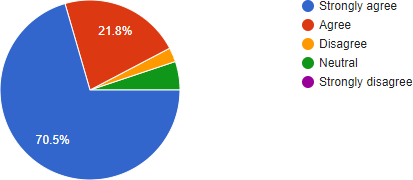 21.8%
70.5%
Strongly agree
Agree
Disagree
Neutral
Strongly disagree